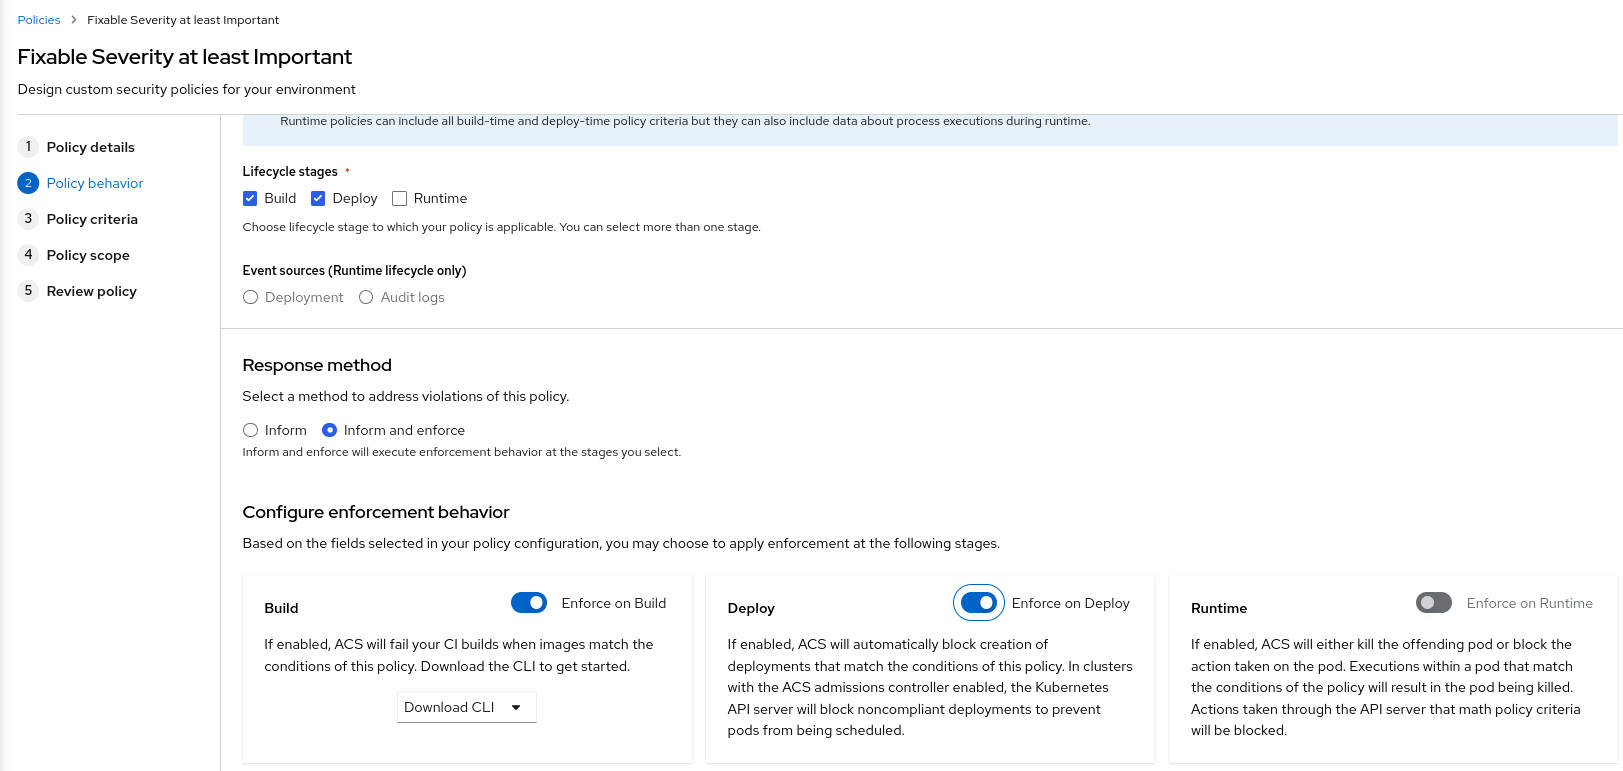 Policies > Fixable Severity at least Important
Fixable Severity at least Important
Design custom security policies for your environment
1 Policy details
2 Policy behavior
3 Policy criteria
4 Policy scope
5 Review policy
Runtime policies can include all build-time and deploy-time policy criteria but they can also include data about process executions during runtime.
Lifecycle stages *
Build Deploy Runtime
Choose lifecycle stage to which your policy is applicable. You can select more than one stage.
Event sources (Runtime lifecycle only)
Deployment Audit logs
Response method
Select a method to address violations of this policy.
Inform Inform and enforce
Inform and enforce will execute enforcement behavior at the stages you select.
Configure enforcement behavior
Based on the fields selected in your policy configuration, you may choose to apply enforcement at the following stages.
Build Enforce on Build
If enabled, ACS will fail your CI builds when images match the
conditions of this policy. Download the CLI to get started.
Download CLI
Deploy Enforce on Deploy
If enabled, ACS will automatically block creation of
deployments that match the conditions of this policy. In clusters
with the ACS admissions controller enabled, the Kubernetes
API server will block noncompliant deployments to prevent
pods from being scheduled.
Runtime Enforce on Runtime
If enabled, ACS will either kill the offending pod or block the
action taken on the pod. Executions within a pod that match
the conditions of the policy will result in the pod being killed.
Actions taken through the API server that math policy criteria
will be blocked.